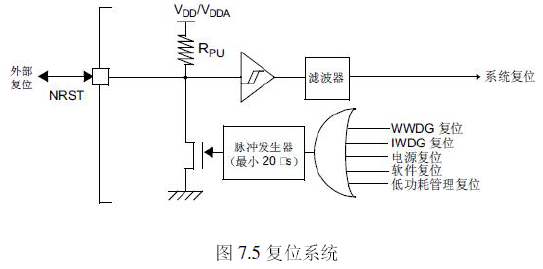 VDD/VDDA
RPU
外部
复位
NRST
滤波器
系统复位
脉冲发生器
(最小 20 □s)
WWDG 复位
IWDG 复位
电源复位
软件复位
低功耗管理复位
图 7.5 复位系统